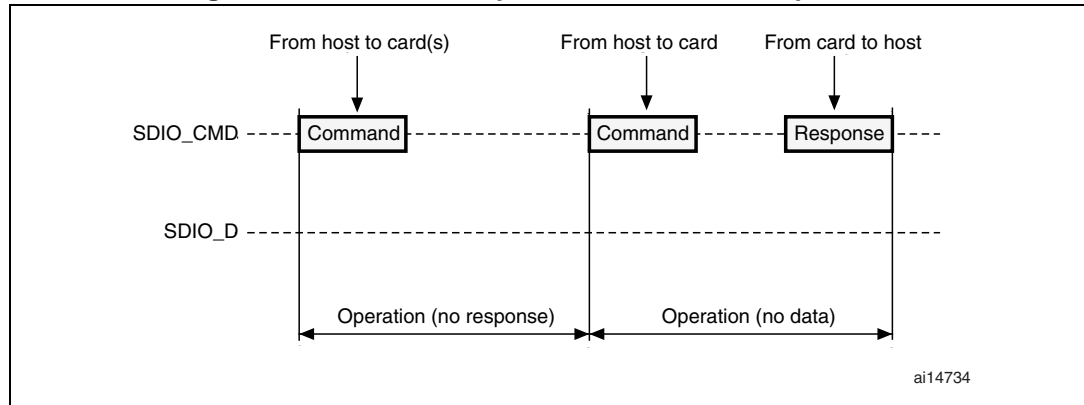 From host to card(s) From host to card From card to host
SDIO_CMD Command Command Response
SDIO_D
Operation (no response) Operation (no data)
ai14734